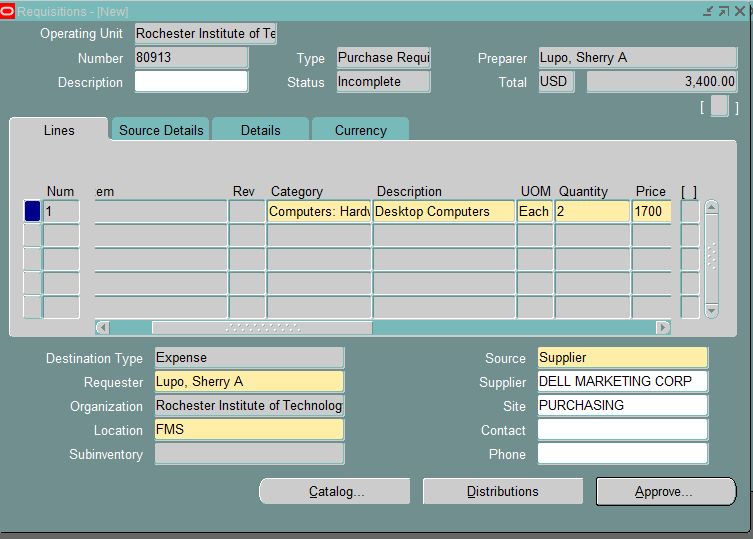 Requisitions - [New]
Operating Unit Rochester Institute of Te
Number 80913 Type Purchase Requi Preparer Lupo, Sherry A
Description Status Incomplete Total USD 3,400.00
[ ]
Lines Source Details Details Currency
Num tem Rev Category Description UOM Quantity Price [ ]
1 Computers: Hardw Desktop Computers Each 2 1700
Destination Type Expense Source Supplier
Requester Lupo, Sherry A Supplier DELL MARKETING CORP
Organization Rochester Institute of Technolog Site PURCHASING
Location FMS Contact
Subinventory Phone
Catalog... Distributions Approve...